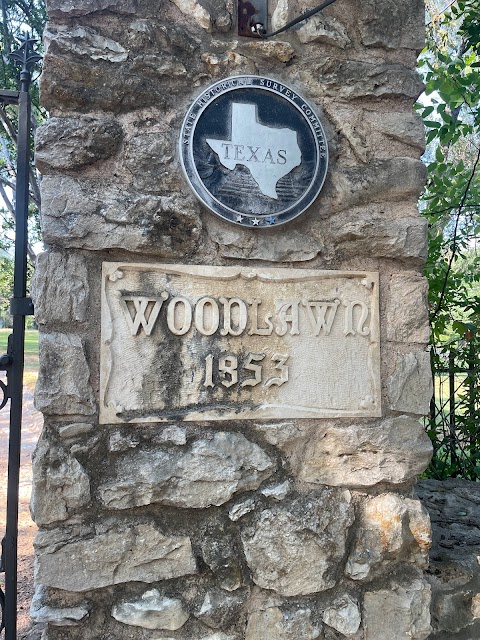 STATE HISTORICAL SURVEY COMMITTEE
TEXAS
WOODLAWN
1853